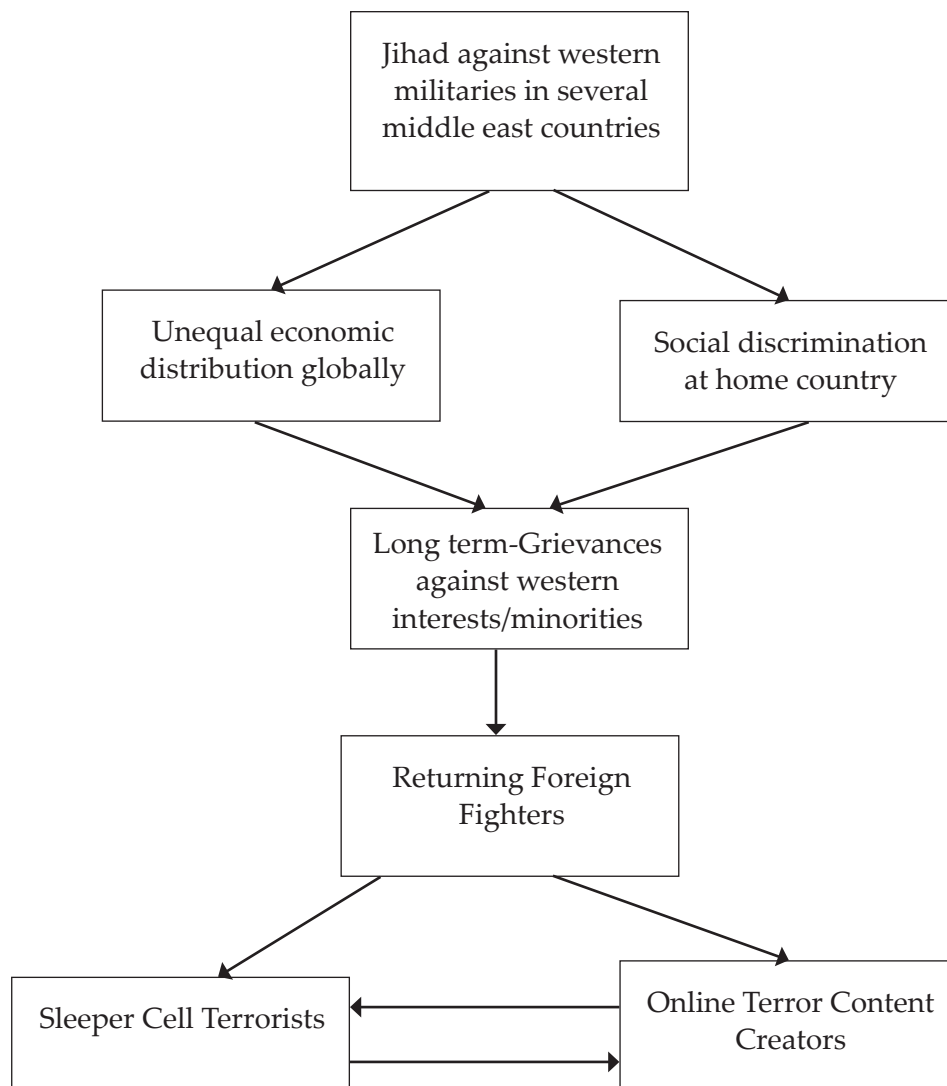 Jihad against western
militaries in several
middle east countries
Unequal economic
distribution globally
Social discrimination
at home country
Long term-Grievances
against western
interests/minorities
Returning Foreign
Fighters
Sleeper Cell Terrorists
Online Terror Content
Creators